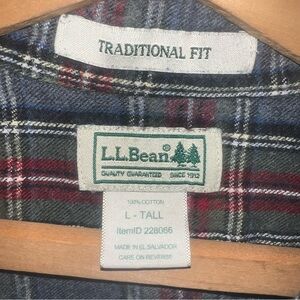 TRADITIONAL FIT
L.L.Bean®
QUALITY GUARANTEED SINCE 1912
100% COTTON
L - TALL
ItemID 228066
MADE IN EL SALVADOR
CARE ON REVERSE